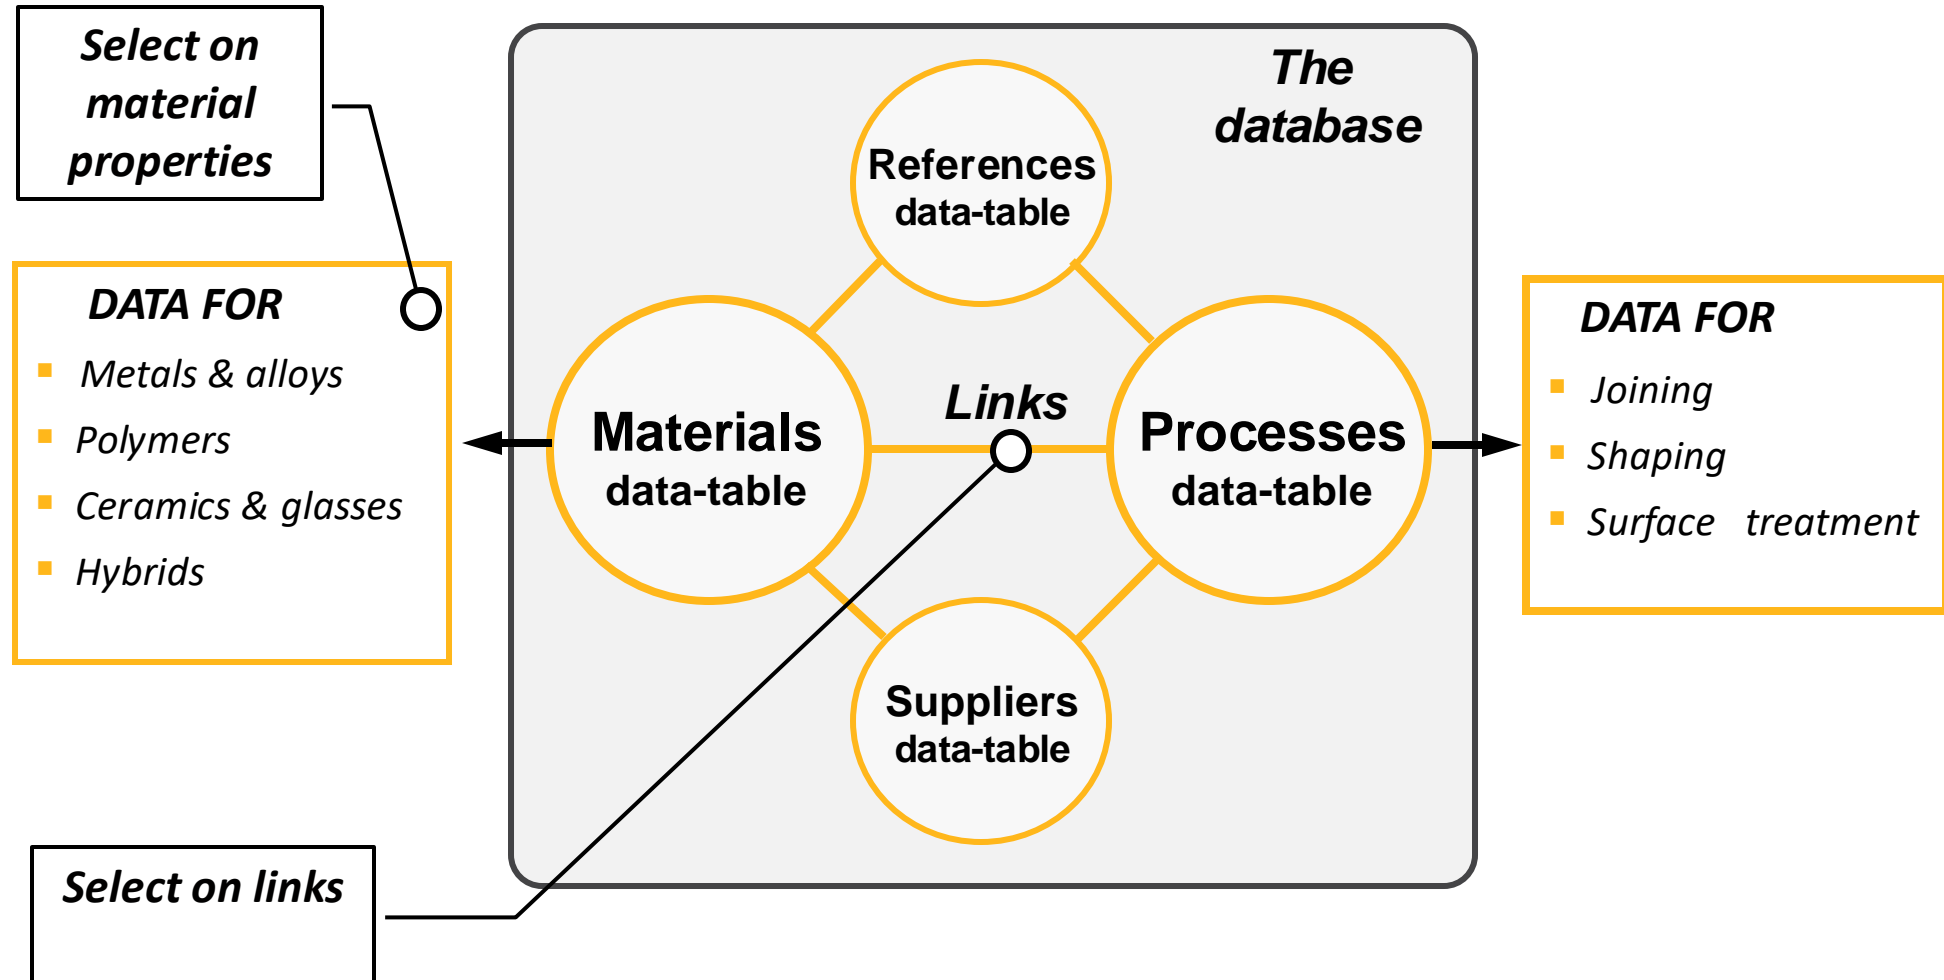 Select on
material
properties
The
database
References
data-table
DATA FOR
▪ Metals & alloys
▪ Polymers
▪ Ceramics & glasses
▪ Hybrids
Materials
data-table
Links
Processes
data-table
DATA FOR
▪ Joining
▪ Shaping
▪ Surface treatment
Suppliers
data-table
Select on links